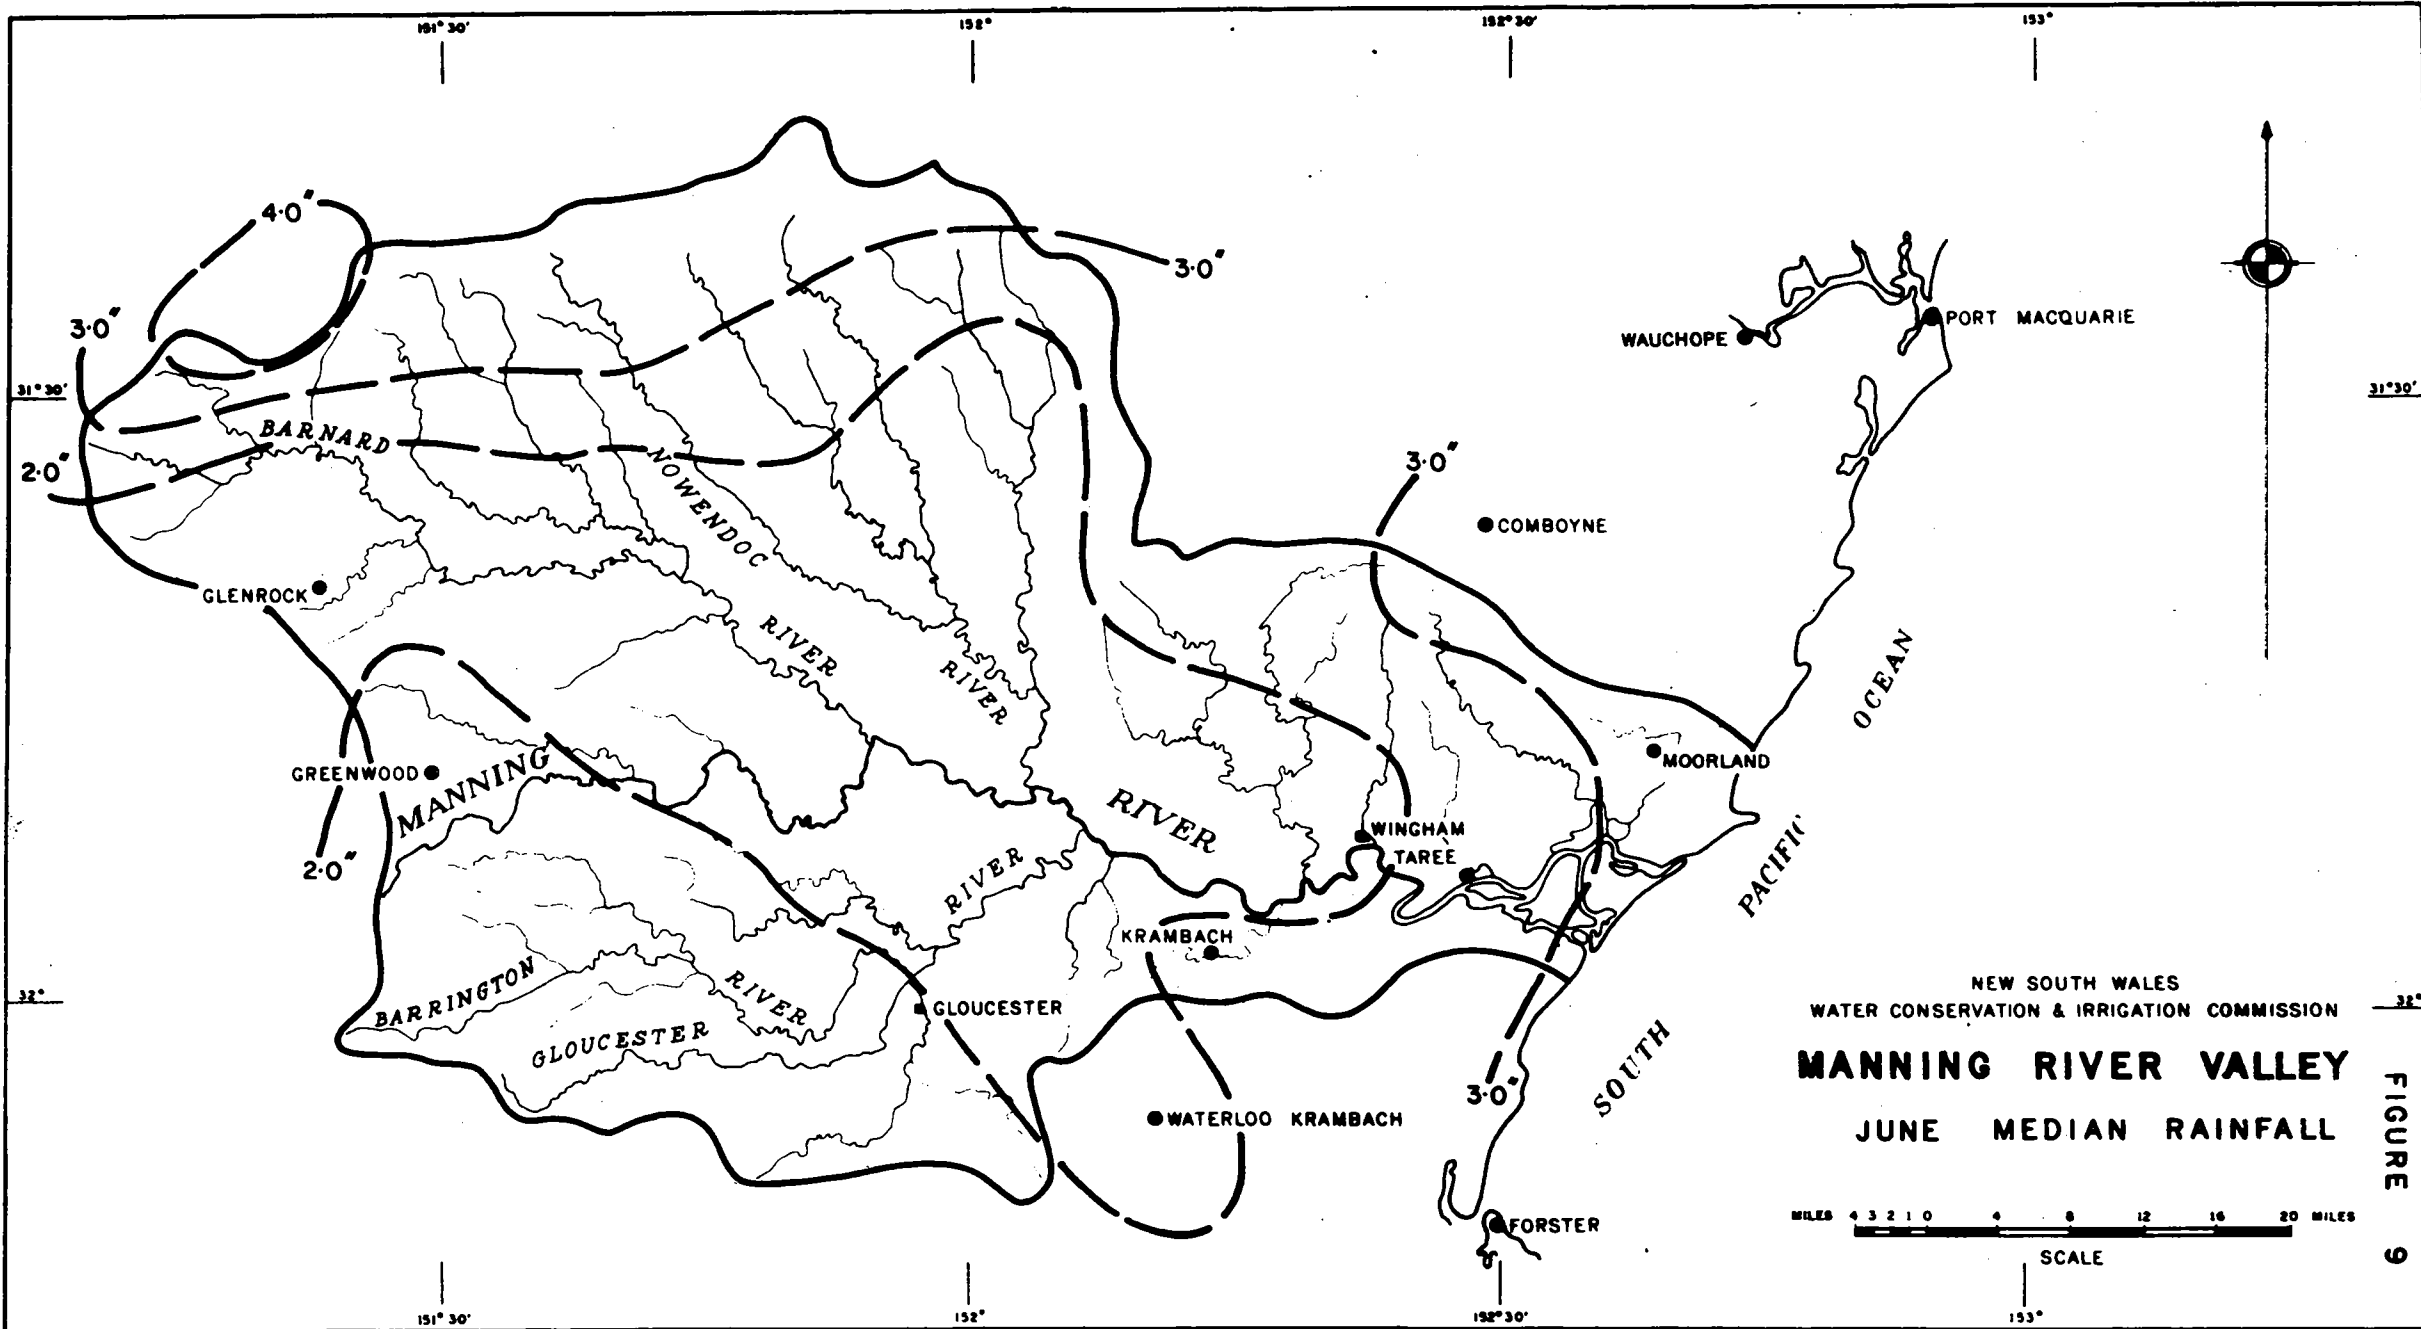 151° 30'
152°
152° 30'
153°
4·0"
3·0"
3·0"
WAUCHOPE
PORT MACQUARIE
31° 30'
31° 30'
BARNARD
2·0"
NOWENDOC
3·0"
COMBOYNE
GLENROCK
RIVER
RIVER
OCEAN
GREENWOOD
MANNING
MOORLAND
RIVER
WINGHAM
TAREE
2·0"
RIVER
PACIFIC
KRAMBACH
BARRINGTON
RIVER
GLOUCESTER
GLOUCESTER
SOUTH
32°
32°
NEW SOUTH WALES
WATER CONSERVATION & IRRIGATION COMMISSION
MANNING RIVER VALLEY
3·0"
WATERLOO KRAMBACH
JUNE MEDIAN RAINFALL
FIGURE 9
MILES 4 3 2 1 0 4 8 12 16 20 MILES
SCALE
FORSTER
151° 30'
152°
152° 30'
153°